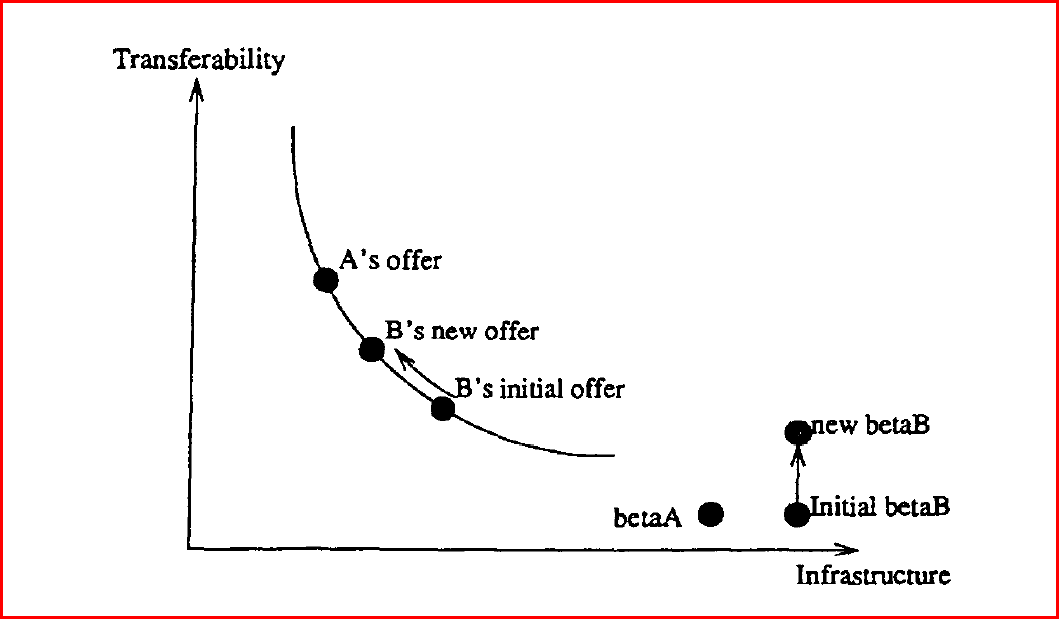 Transferability
A's offer
B's new offer
B's initial offer
new betaB
Initial betaB
betaA
Infrastructure